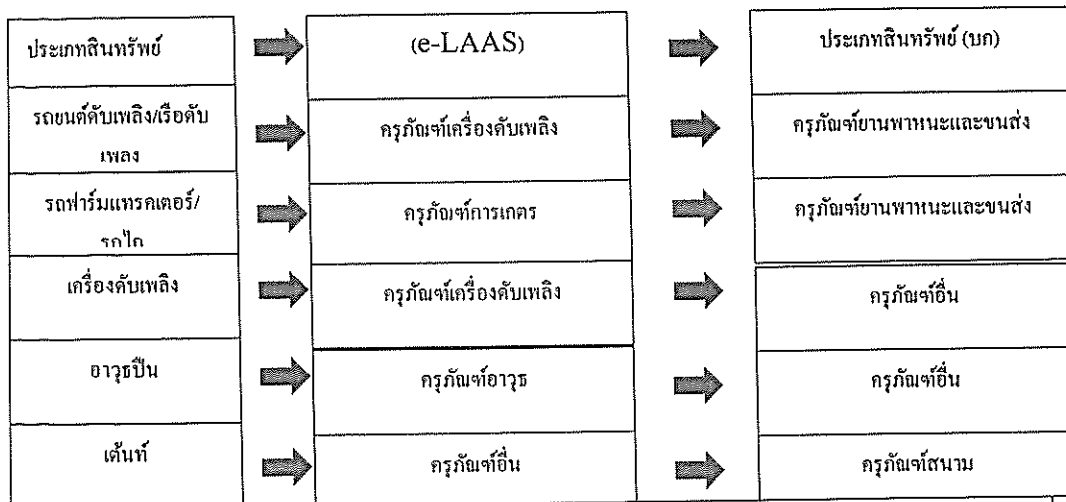 ประเภทสินทรัพย์ (e-LAAS) ประเภทสินทรัพย์ (บก)
รถยนต์ดับเพลิง/เรือดับ
เพลง ครุภัณฑ์เครื่องดับเพลิง ครุภัณฑ์ยานพาหนะและขนส่ง
รถฟาร์มแทรคเตอร์/
รถไถ ครุภัณฑ์การเกตร ครุภัณฑ์ยานพาหนะและขนส่ง
เครื่องดับเพลิง ครุภัณฑ์เครื่องดับเพลิง ครุภัณฑ์อื่น
อาวุธปืน ครุภัณฑ์อาวุธ ครุภัณฑ์อื่น
เต้นท์ ครุภัณฑ์อื่น ครุภัณฑ์สนาม